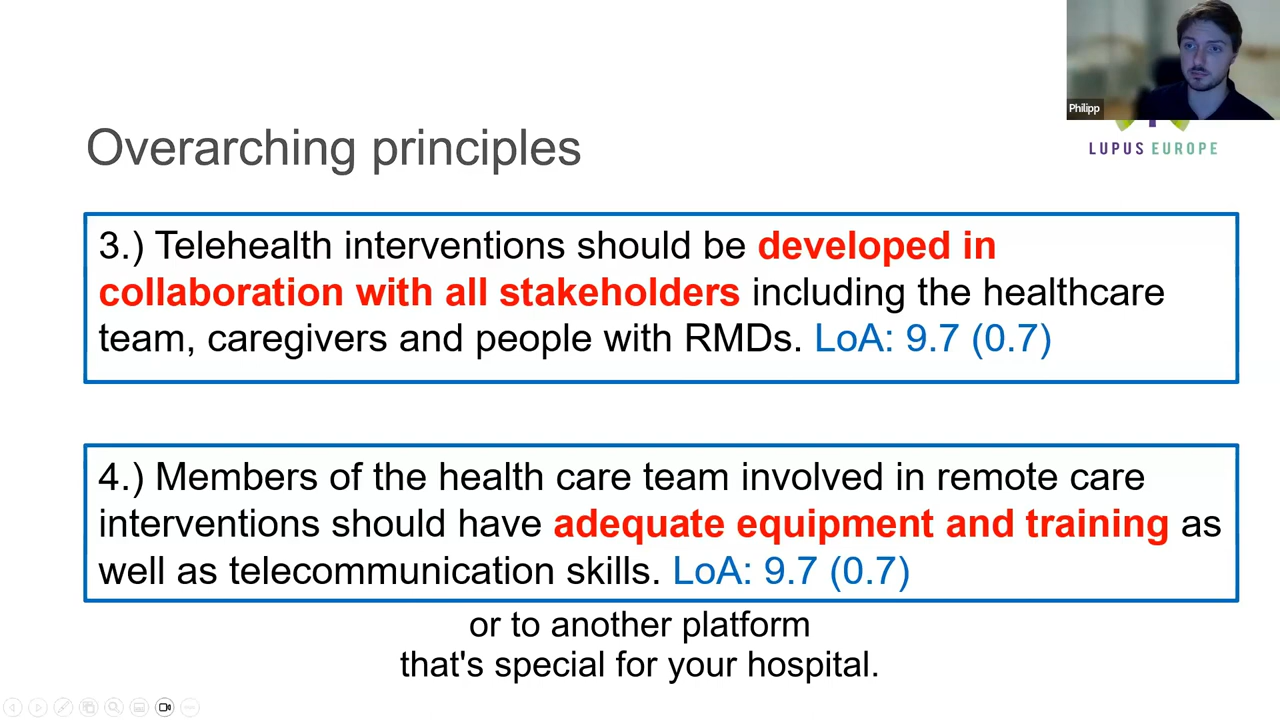 Philipp
LUPUS EUROPE
Overarching principles
3.) Telehealth interventions should be developed in
collaboration with all stakeholders including the healthcare
team, caregivers and people with RMDs. LoA: 9.7 (0.7)
4.) Members of the health care team involved in remote care
interventions should have adequate equipment and training as
well as telecommunication skills. LoA: 9.7 (0.7)
or to another platform
that's special for your hospital.